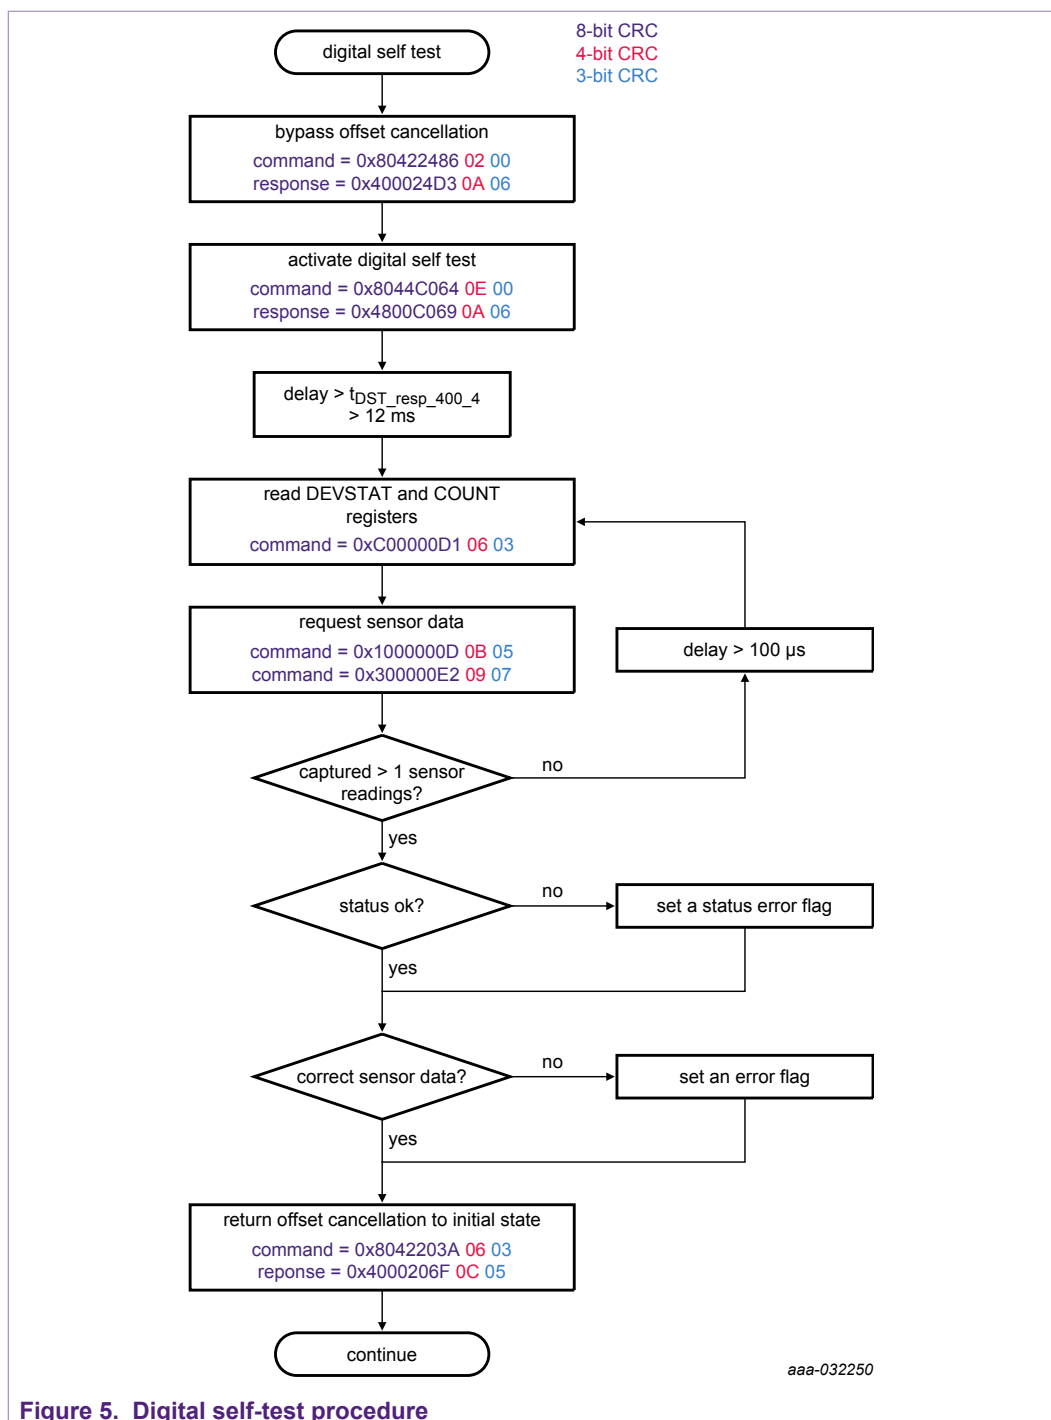 digital self test
8-bit CRC
4-bit CRC
3-bit CRC
bypass offset cancellation
command = 0x80422486 02 00
response = 0x400024D3 0A 06
activate digital self test
command = 0x8044C064 0E 00
response = 0x4800C069 0A 06
delay > tDST_resp_400_4
> 12 ms
read DEVSTAT and COUNT
registers
command = 0xC00000D1 06 03
request sensor data
command = 0x1000000D 0B 05
command = 0x300000E2 09 07
delay > 100 µs
captured > 1 sensor
readings?
no
yes
status ok?
no
set a status error flag
yes
correct sensor data?
no
set an error flag
yes
return offset cancellation to initial state
command = 0x8042203A 06 03
reponse = 0x4000206F 0C 05
continue
aaa-032250
Figure 5. Digital self-test procedure